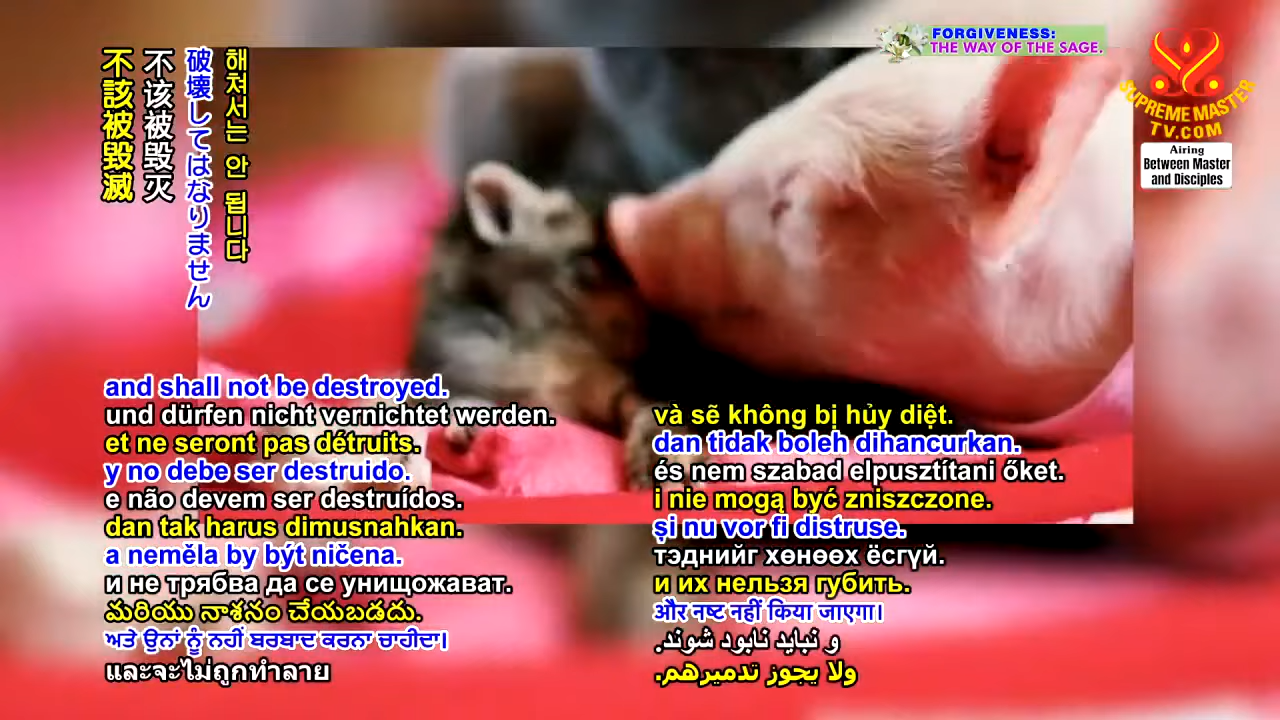 FORGIVENESS:
THE WAY OF THE SAGE.
SUPREME MASTER
TV.COM
Airing
Between Master
and Disciples
不該被毀滅
不该被毁灭
破壊してはなりません
해쳐서는 안 됩니다
and shall not be destroyed.
und dürfen nicht vernichtet werden.
et ne seront pas détruits.
y no debe ser destruido.
e não devem ser destruídos.
dan tak harus dimusnahkan.
a neměla by být ničena.
и не трябва да се унищожават.
మరియు నాశనం చేయబడదు.
ਅਤੇ ਉਨਾਂ ਨੂੰ ਨਹੀਂ ਬਰਬਾਦ ਕਰਨਾ ਚਾਹੀਦਾ।
และจะไม่ถูกทำลาย
và sẽ không bị hủy diệt.
dan tidak boleh dihancurkan.
és nem szabad elpusztítani őket.
i nie mogą być zniszczone.
și nu vor fi distruse.
тэднийг хөнөөх ёсгүй.
и их нельзя губить.
और नष्ट नहीं किया जाएगा।
و نباید نابود شوند.
ولا يجوز تدميرهم.